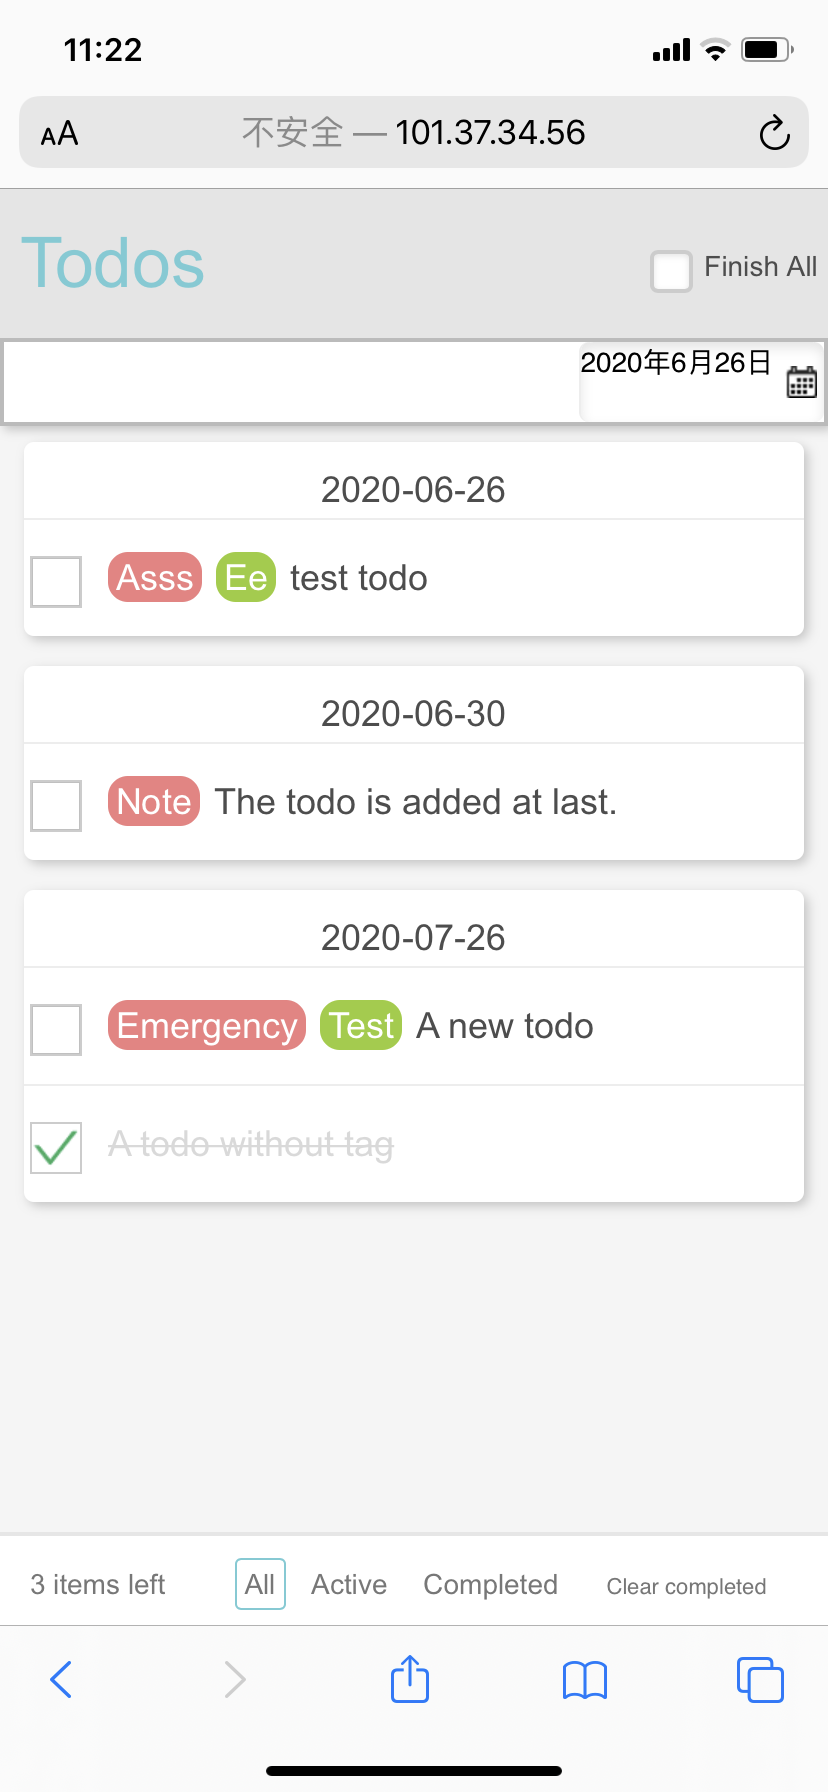 11:22
AA 不安全 — 101.37.34.56
Todos Finish All
2020年6月26日
2020-06-26
Asss Ee test todo
2020-06-30
Note The todo is added at last.
2020-07-26
Emergency Test A new todo
A todo without tag
3 items left All Active Completed Clear completed